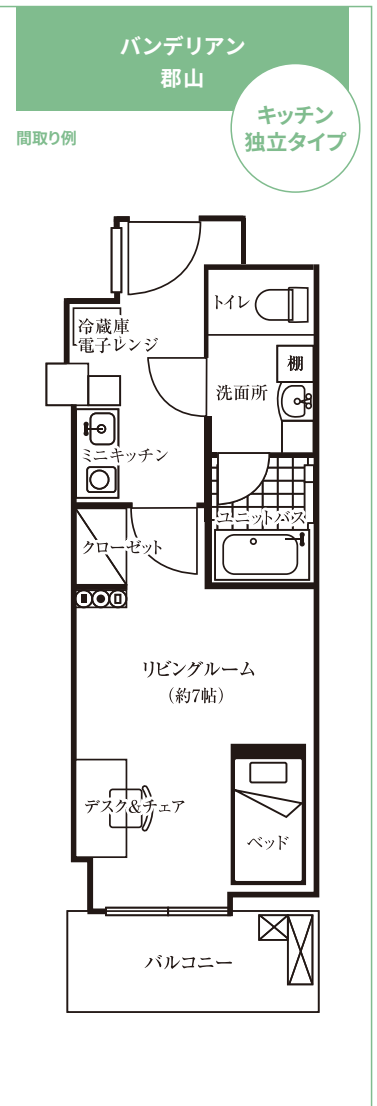 バンデリアン
郡山
キッチン
独立タイプ
間取り例
トイレ
冷蔵庫
電子レンジ
棚
洗面所
ミニキッチン
ユニットバス
クローゼット
リビングルーム
(約7帖)
デスク&チェア
ベッド
バルコニー